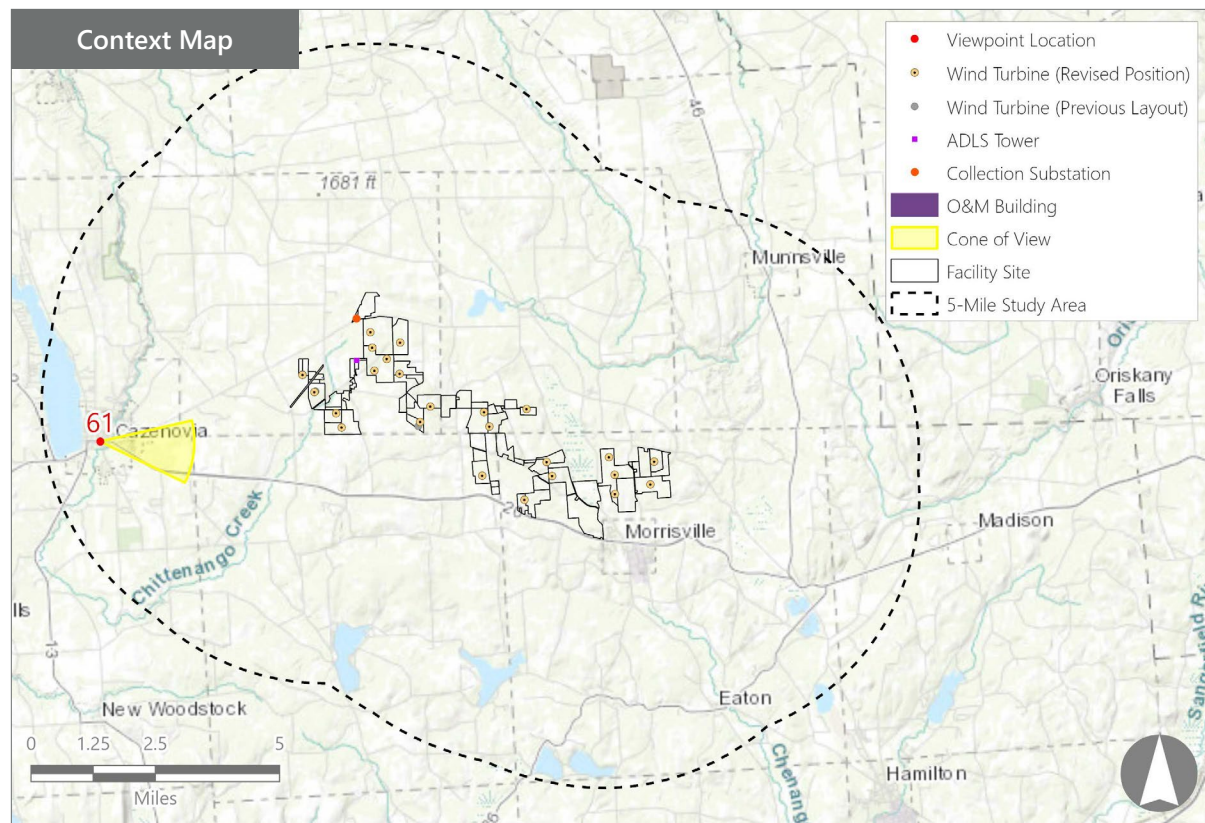 Context Map
Viewpoint Location
Wind Turbine (Revised Position)
Wind Turbine (Previous Layout)
ADLS Tower
Collection Substation
O&M Building
Cone of View
Facility Site
5-Mile Study Area
46
1681 ft
Munnsville
Oriskany
Falls
61
Cazenovia
20
Morrisville
Madison
Chittenango Creek
lls
13
New Woodstock
Eaton
Hamilton
26
0 1.25 2.5 5
Miles